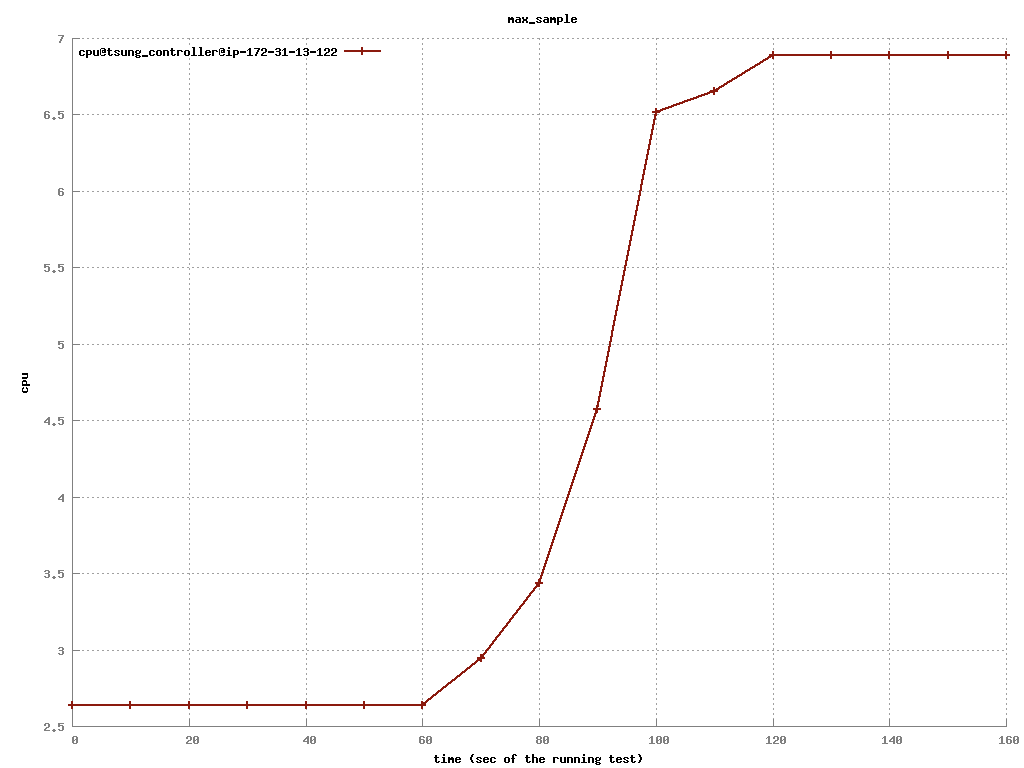 max_sample
7
cpu@tsung_controller@ip-172-31-13-122
6.5
6
5.5
5
cpu
4.5
4
3.5
3
2.5
0 20 40 60 80 100 120 140 160
time (sec of the running test)